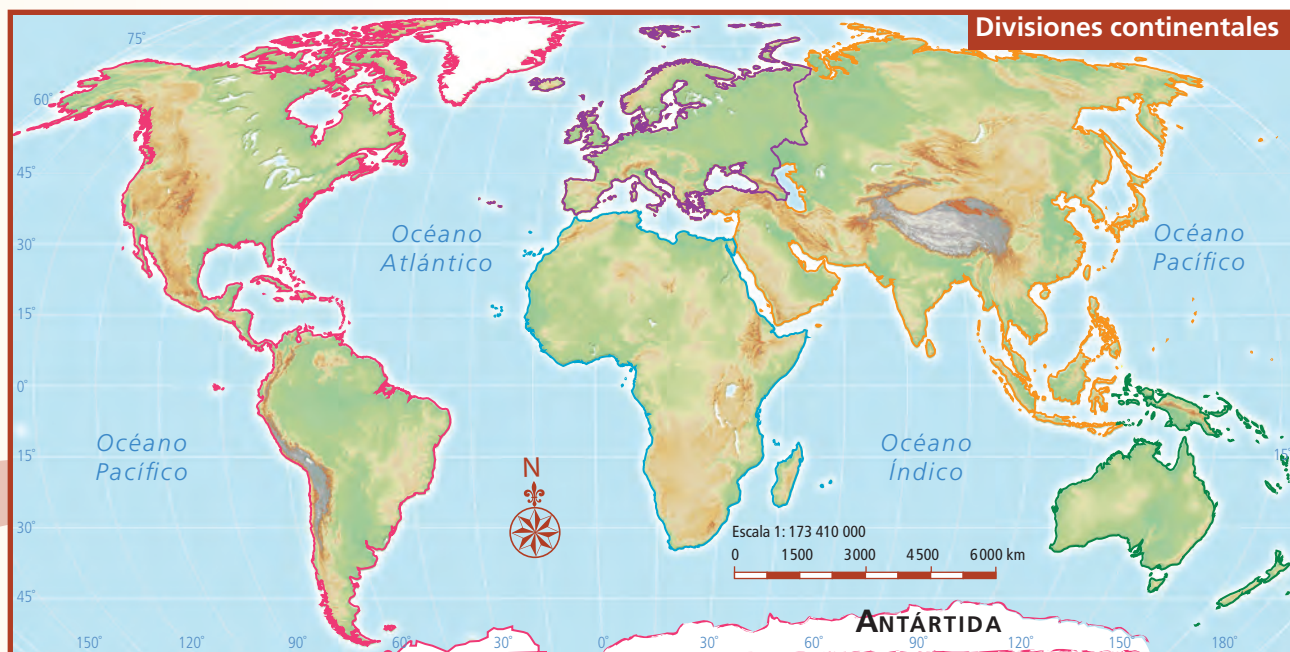 Divisiones continentales
75°
60°
45°
30°
15°
0°
15°
30°
45°
Océano
Atlántico
Océano
Pacífico
Océano
Pacífico
Océano
Índico
N
Escala 1: 173 410 000
0 1500 3000 4500 6000 km
ANTÁRTIDA
150° 120° 90° 60° 30° 0° 30° 60° 90° 120° 150° 180°